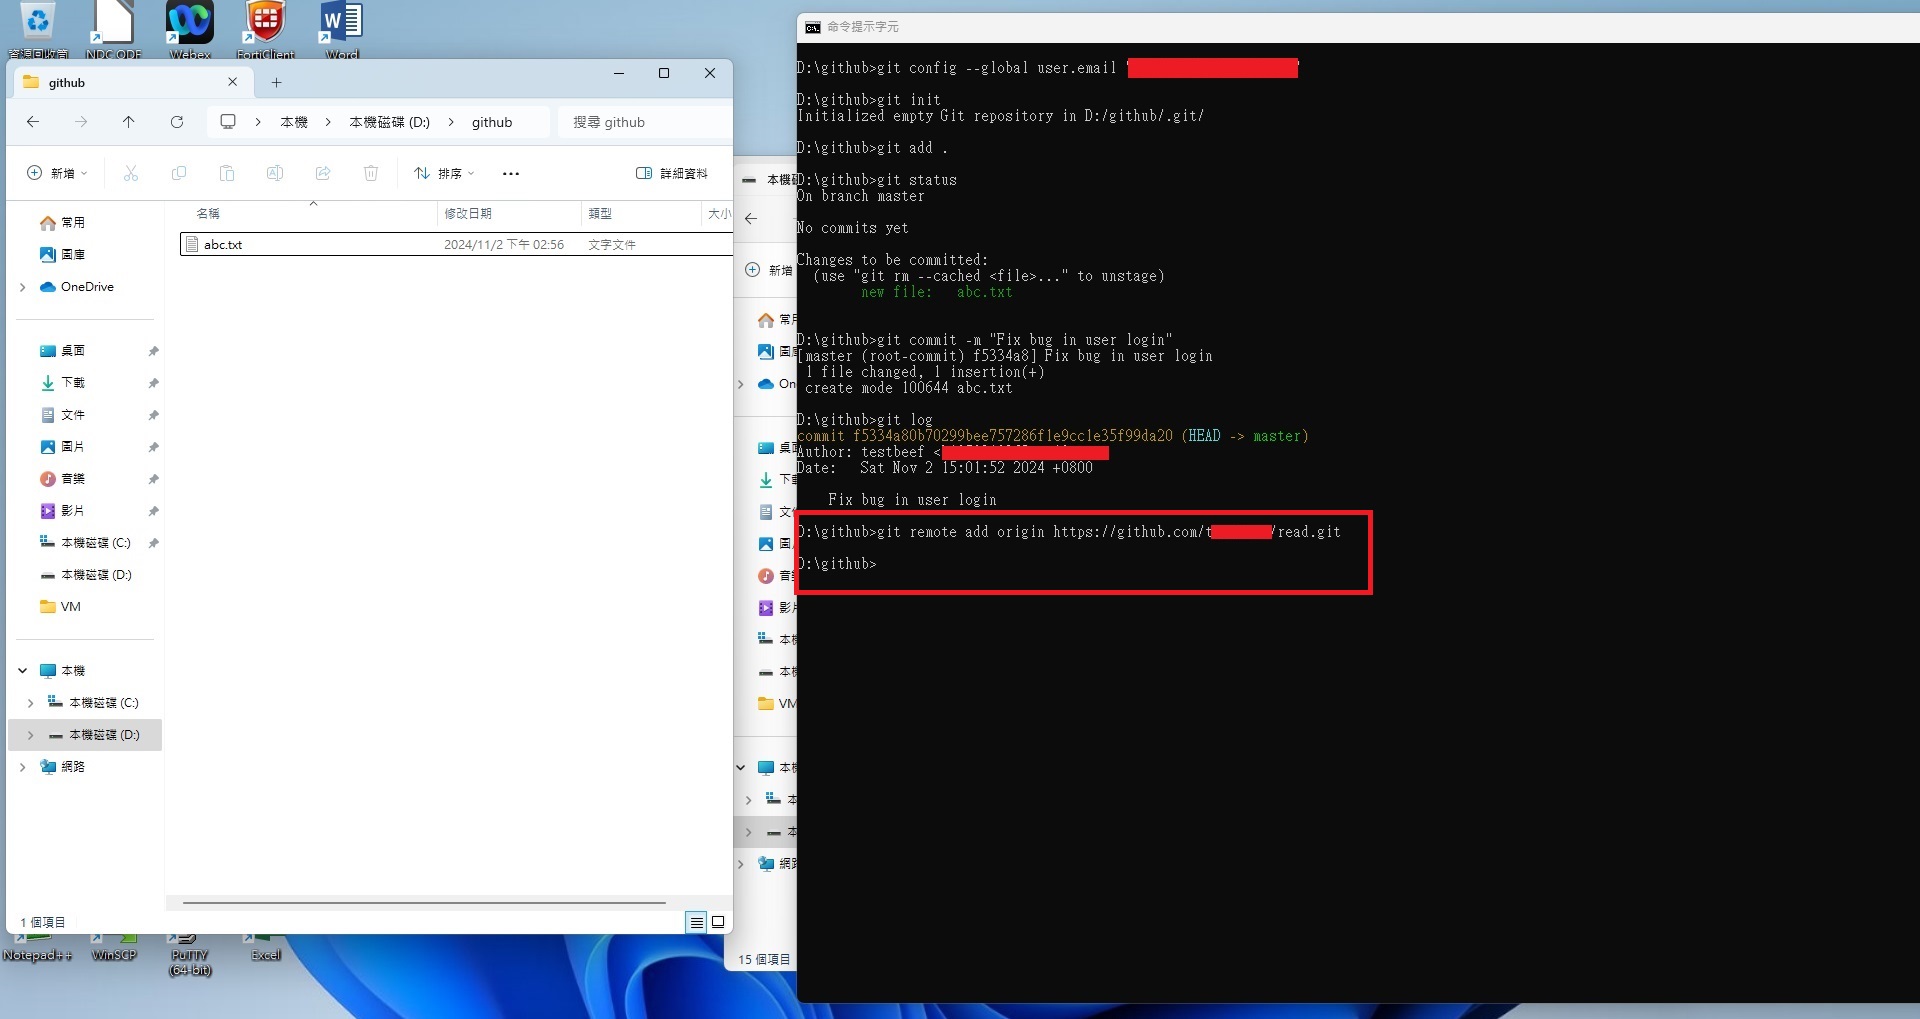 資源回收筒
NDC ODF
Webex
FortiClient
Word
github
本機
本機磁碟 (D:)
github
搜尋 github
新增
排序
詳細資料
名稱
修改日期
類型
大小
abc.txt
2024/11/2 下午 02:56
文字文件
常用
圖庫
OneDrive
桌面
下載
文件
圖片
音樂
影片
本機磁碟 (C:)
本機磁碟 (D:)
VM
本機
本機磁碟 (C:)
本機磁碟 (D:)
網路
1 個項目
Notepad++
WinSCP
PuTTY
(64-bit)
Excel
新增
VM
15 個項目
命令提示字元
D:\github>git config --global user.email "
D:\github>git init
Initialized empty Git repository in D:/github/.git/
D:\github>git add .
D:\github>git status
On branch master
No commits yet
Changes to be committed:
(use "git rm --cached <file>..." to unstage)
new file:   abc.txt
D:\github>git commit -m "Fix bug in user login"
[master (root-commit) f5334a8] Fix bug in user login
1 file changed, 1 insertion(+)
create mode 100644 abc.txt
D:\github>git log
commit f5334a80b70299bee757286f1e9cc1e35f99da20 (HEAD -> master)
Author: testbeef <
Date:   Sat Nov 2 15:01:52 2024 +0800
Fix bug in user login
D:\github>git remote add origin https://github.com/t /read.git
D:\github>